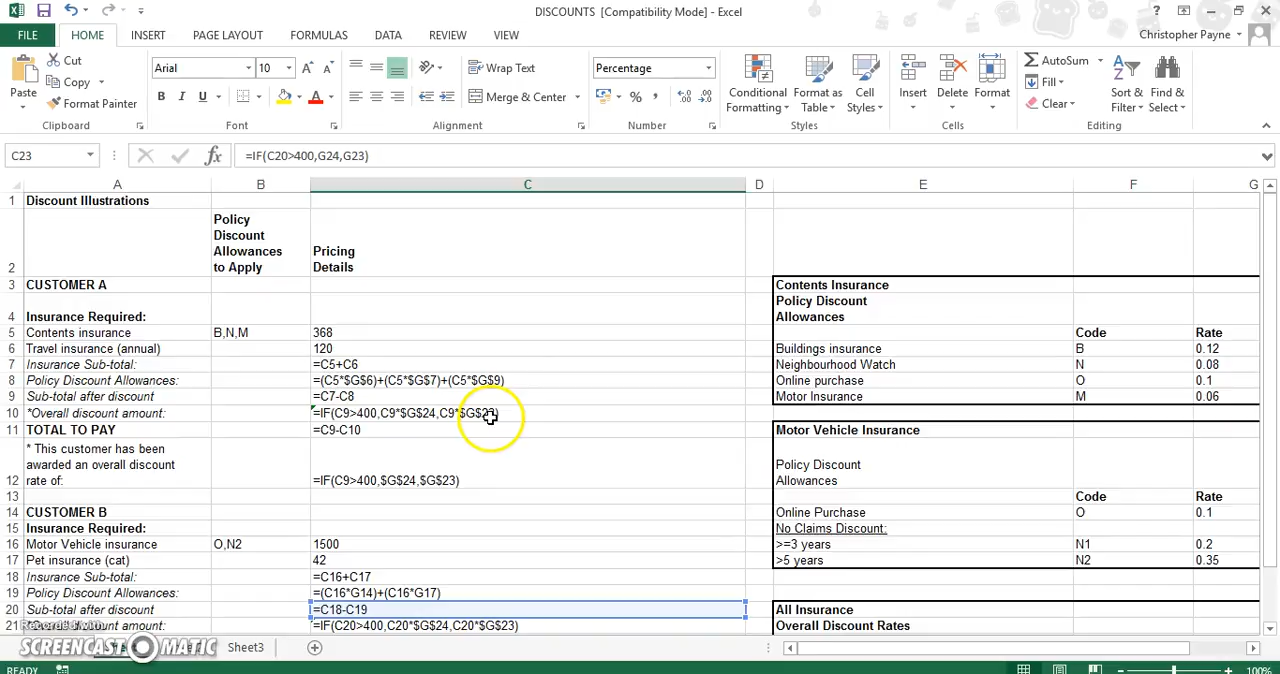 DISCOUNTS [Compatibility Mode] - Excel
FILE HOME INSERT PAGE LAYOUT FORMULAS DATA REVIEW VIEW
Christopher Payne
Paste
Cut
Copy
Format Painter
Clipboard
Arial 10
B I U
Font
Wrap Text
Merge & Center
Alignment
Percentage
Number
Conditional Formatting
Format as Table
Cell Styles
Styles
Insert Delete Format
Cells
AutoSum
Fill
Clear
Sort & Filter
Find & Select
Editing
C23 =IF(C20>400,G24,G23)
A B C D E F G
1 Discount Illustrations
2 Policy Discount Allowances to Apply Pricing Details
3 CUSTOMER A Contents Insurance
4 Insurance Required: Policy Discount Allowances
5 Contents insurance B,N,M 368 Code Rate
6 Travel insurance (annual) 120 Buildings insurance B 0.12
7 Insurance Sub-total: =C5+C6 Neighbourhood Watch N 0.08
8 Policy Discount Allowances: =(C5*$G$6)+(C5*$G$7)+(C5*$G$9) Online purchase O 0.1
9 Sub-total after discount =C7-C8 Motor Insurance M 0.06
10 *Overall discount amount: =IF(C9>400,C9*$G$24,C9*$G$23)
11 TOTAL TO PAY =C9-C10 Motor Vehicle Insurance
12 * This customer has been awarded an overall discount rate of: =IF(C9>400,$G$24,$G$23) Policy Discount Allowances
13 Code Rate
14 CUSTOMER B Online Purchase O 0.1
15 Insurance Required: No Claims Discount:
16 Motor Vehicle insurance O,N2 1500 >=3 years N1 0.2
17 Pet insurance (cat) 42 >5 years N2 0.35
18 Insurance Sub-total: =C16+C17
19 Policy Discount Allowances: =(C16*G14)+(C16*G17)
20 Sub-total after discount =C18-C19 All Insurance
21 discount amount: =IF(C20>400,C20*$G$24,C20*$G$23) Overall Discount Rates
SCREENCAST-O-MATIC Sheet3
READY 100%